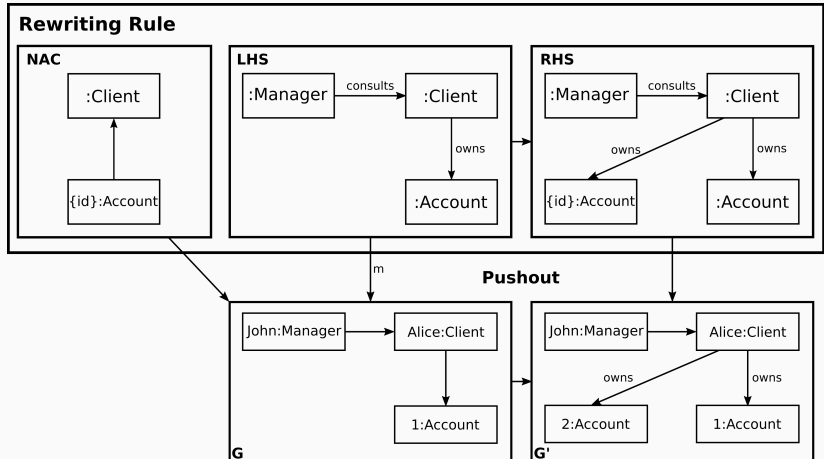 Rewriting Rule
NAC
:Client
{id}:Account
LHS
:Manager
consults
:Client
owns
:Account
RHS
:Manager
consults
:Client
owns
owns
{id}:Account
:Account
m
Pushout
John:Manager
Alice:Client
1:Account
G
John:Manager
Alice:Client
owns
owns
2:Account
1:Account
G'